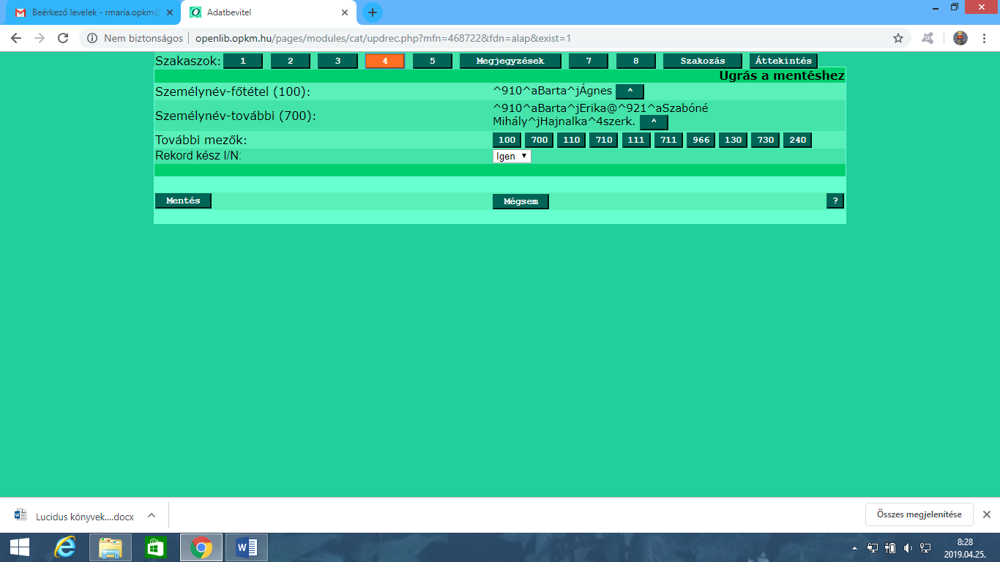 Beérkező levelek - rmaria.opkm@
Adatbevitel
Nem biztonságos openlib.opkm.hu/pages/modules/cat/updrec.php?mfn=468722&fdn=alap&exist=1
Szakaszok: 1 2 3 4 5 Megjegyzések 7 8 Szakozás Áttekintés
Ugrás a mentéshez
Személynév-főtétel (100): ^910^aBarta^jÁgnes ^
Személynév-további (700): ^910^aBarta^jErika@^921^aSzabóné
Mihály^jHajnalka^4szerk. ^
További mezők: 100 700 110 710 111 711 966 130 730 240
Rekord kész I/N: Igen
Mentés Mégsem ?
Lucidus könyvek....docx
Összes megjelenítése
8:28
2019.04.25.